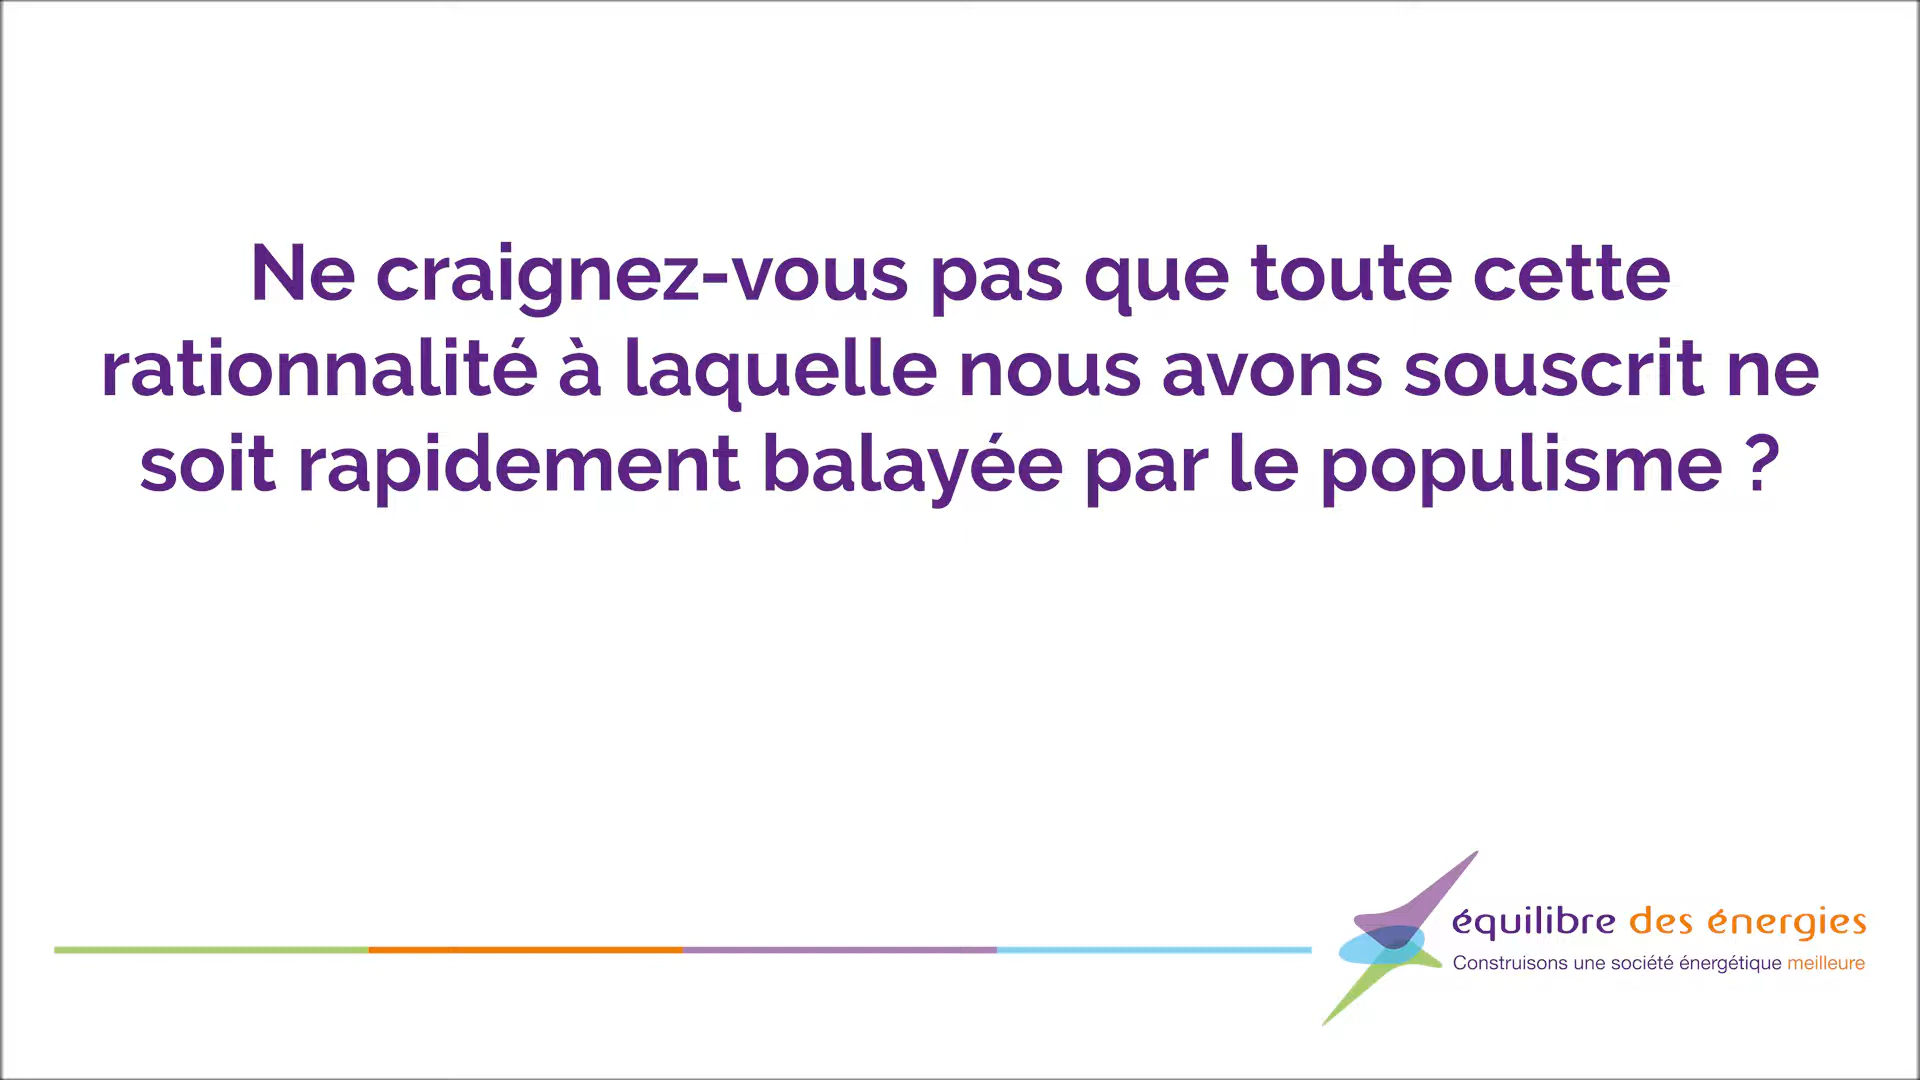 Ne craignez-vous pas que toute cette
rationnalité à laquelle nous avons souscrit ne
soit rapidement balayée par le populisme ?
équilibre des énergies
Construisons une société énergétique meilleure